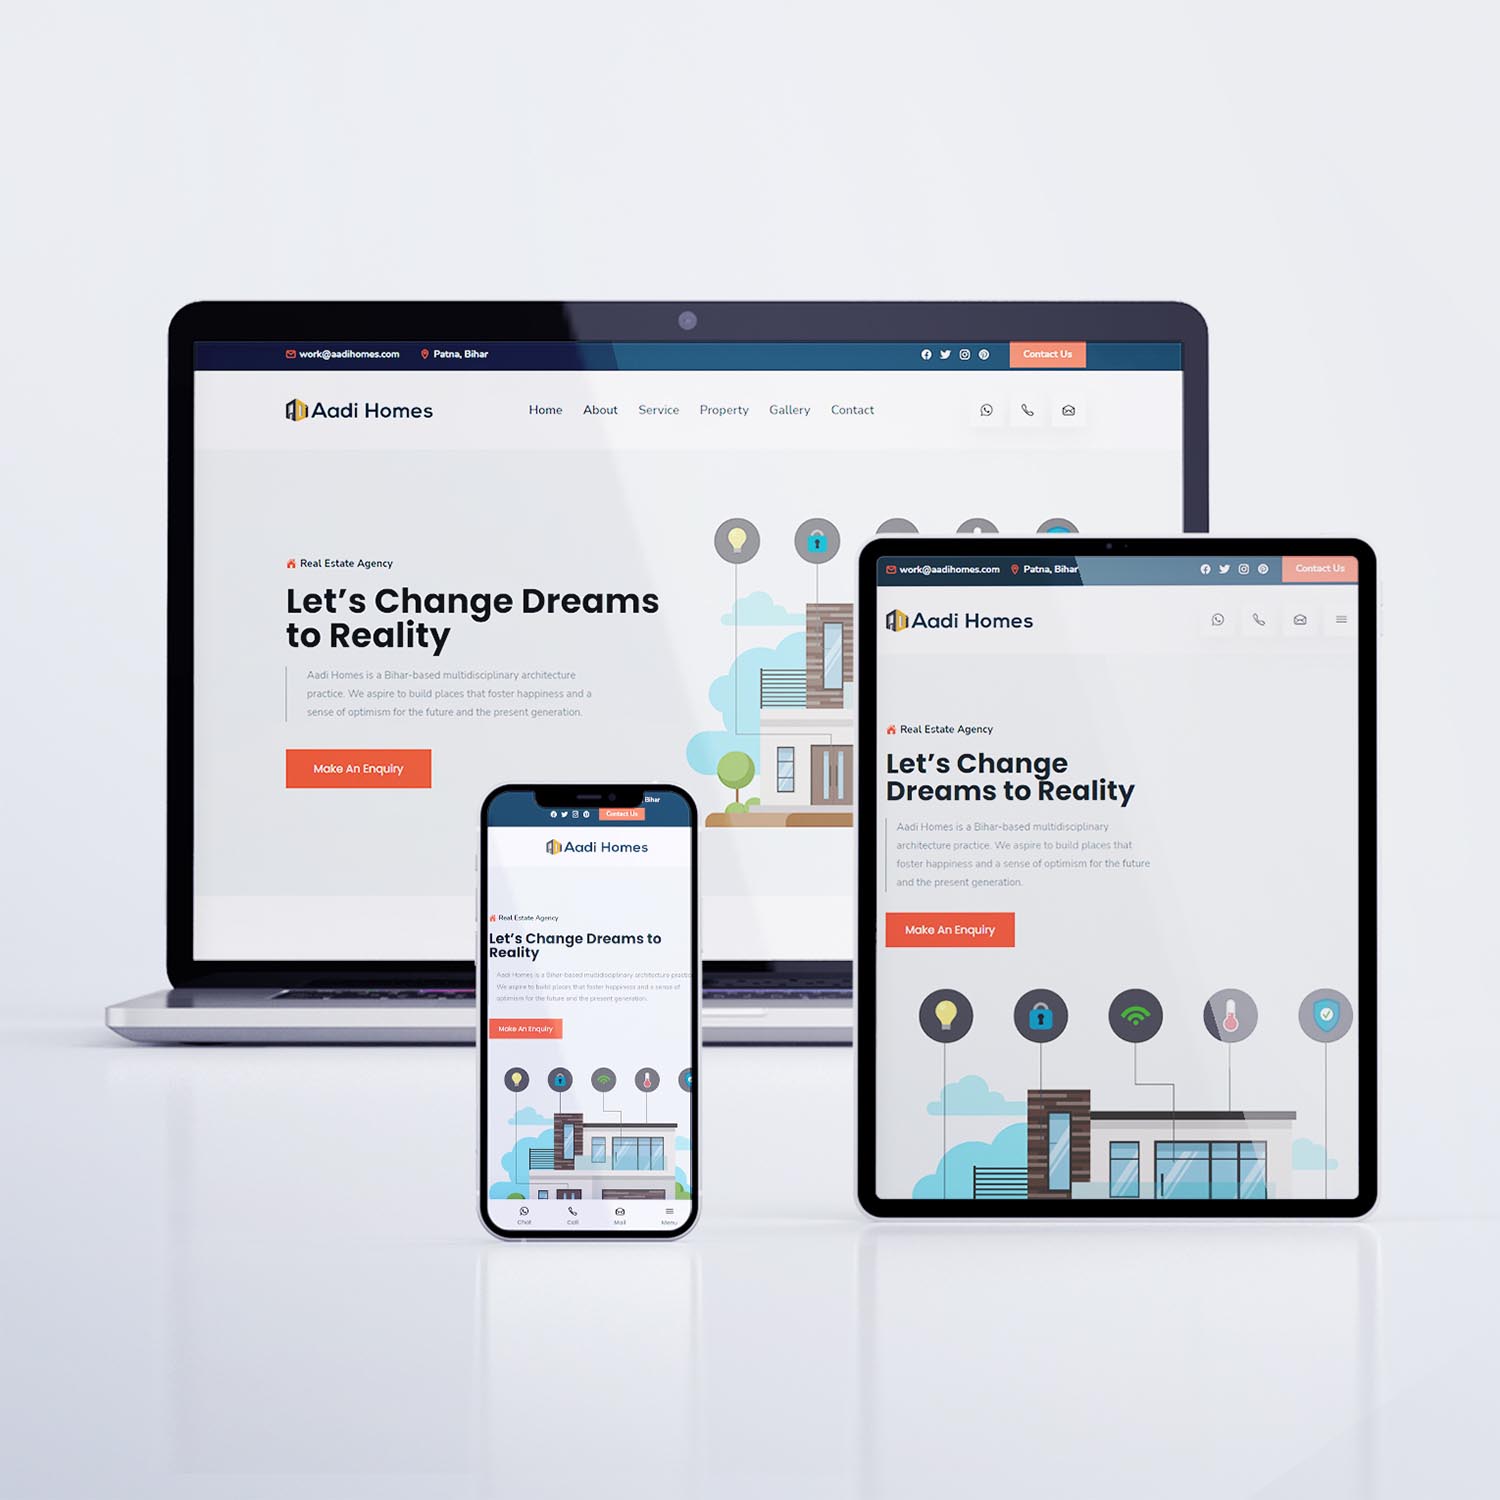 work@aadihomes.com Patna, Bihar Contact Us
Aadi Homes Home About Service Property Gallery Contact
Real Estate Agency
Let's Change Dreams
to Reality
Aadi Homes is a Bihar-based multidisciplinary architecture
practice. We aspire to build places that foster happiness and a
sense of optimism for the future and the present generation.
Make An Enquiry
Bihar
Contact Us
Aadi Homes
Real Estate Agency
Let's Change Dreams to
Reality
Aadi Homes is a Bihar-based multidisciplinary architecture practic
We aspire to build places that foster happiness and a sense of
optimism for the future and the present generation.
Make An Enquiry
Chat Call Mail Menu
work@aadihomes.com Patna, Bihar Contact Us
Aadi Homes
Real Estate Agency
Let's Change
Dreams to Reality
Aadi Homes is a Bihar-based multidisciplinary
architecture practice. We aspire to build places that
foster happiness and a sense of optimism for the future
and the present generation.
Make An Enquiry